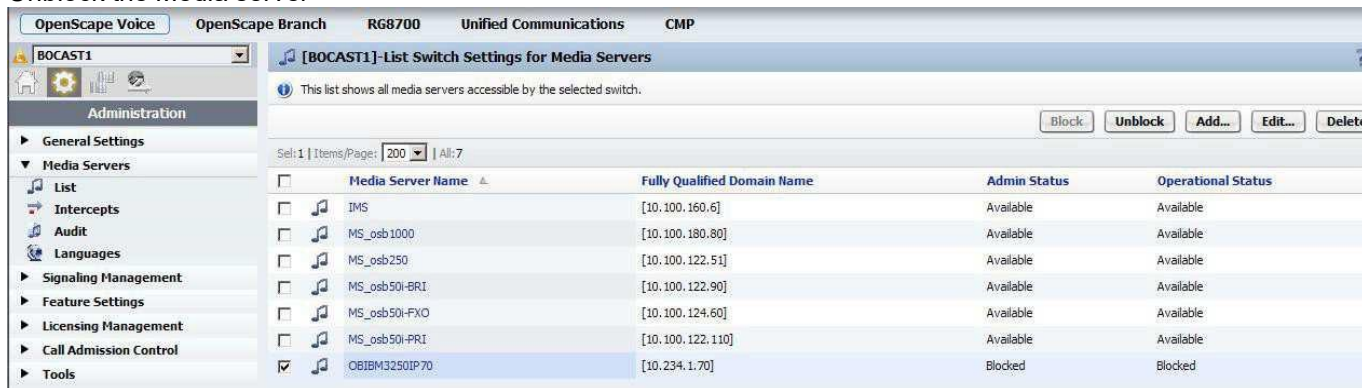 Unblock the Media server
OpenScape Voice OpenScape Branch RG8700 Unified Communications CMP
BOCAST1
[BOCAST1]-List Switch Settings for Media Servers
This list shows all media servers accessible by the selected switch.
Administration
Block Unblock Add... Edit... Delete
General Settings
Sel:1 | Items/Page: 200 | All:7
Media Servers
Media Server Name Fully Qualified Domain Name Admin Status Operational Status
List
IMS [10.100.160.6] Available Available
Intercepts
MS_osb1000 [10.100.180.80] Available Available
Audit
MS_osb250 [10.100.122.51] Available Available
Languages
MS_osb50i-BRI [10.100.122.90] Available Available
Signaling Management
MS_osb50i-FXO [10.100.124.60] Available Available
Feature Settings
MS_osb50i-PRI [10.100.122.110] Available Available
Licensing Management
Call Admission Control
OBIBM3250IP70 [10.234.1.70] Blocked Blocked
Tools